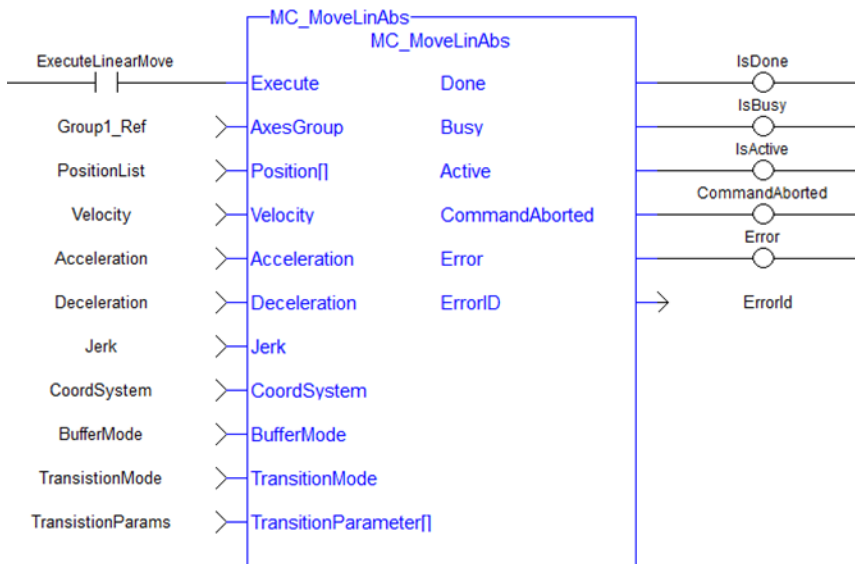 MC_MoveLinAbs
MC_MoveLinAbs
ExecuteLinearMove Execute Done IsDone
Group1_Ref AxesGroup Busy IsBusy
PositionList Position[] Active IsActive
Velocity Velocity CommandAborted CommandAborted
Acceleration Acceleration Error Error
Deceleration Deceleration ErrorID ErrorId
Jerk Jerk
CoordSystem CoordSystem
BufferMode BufferMode
TransistionMode TransitionMode
TransistionParams TransitionParameter[]